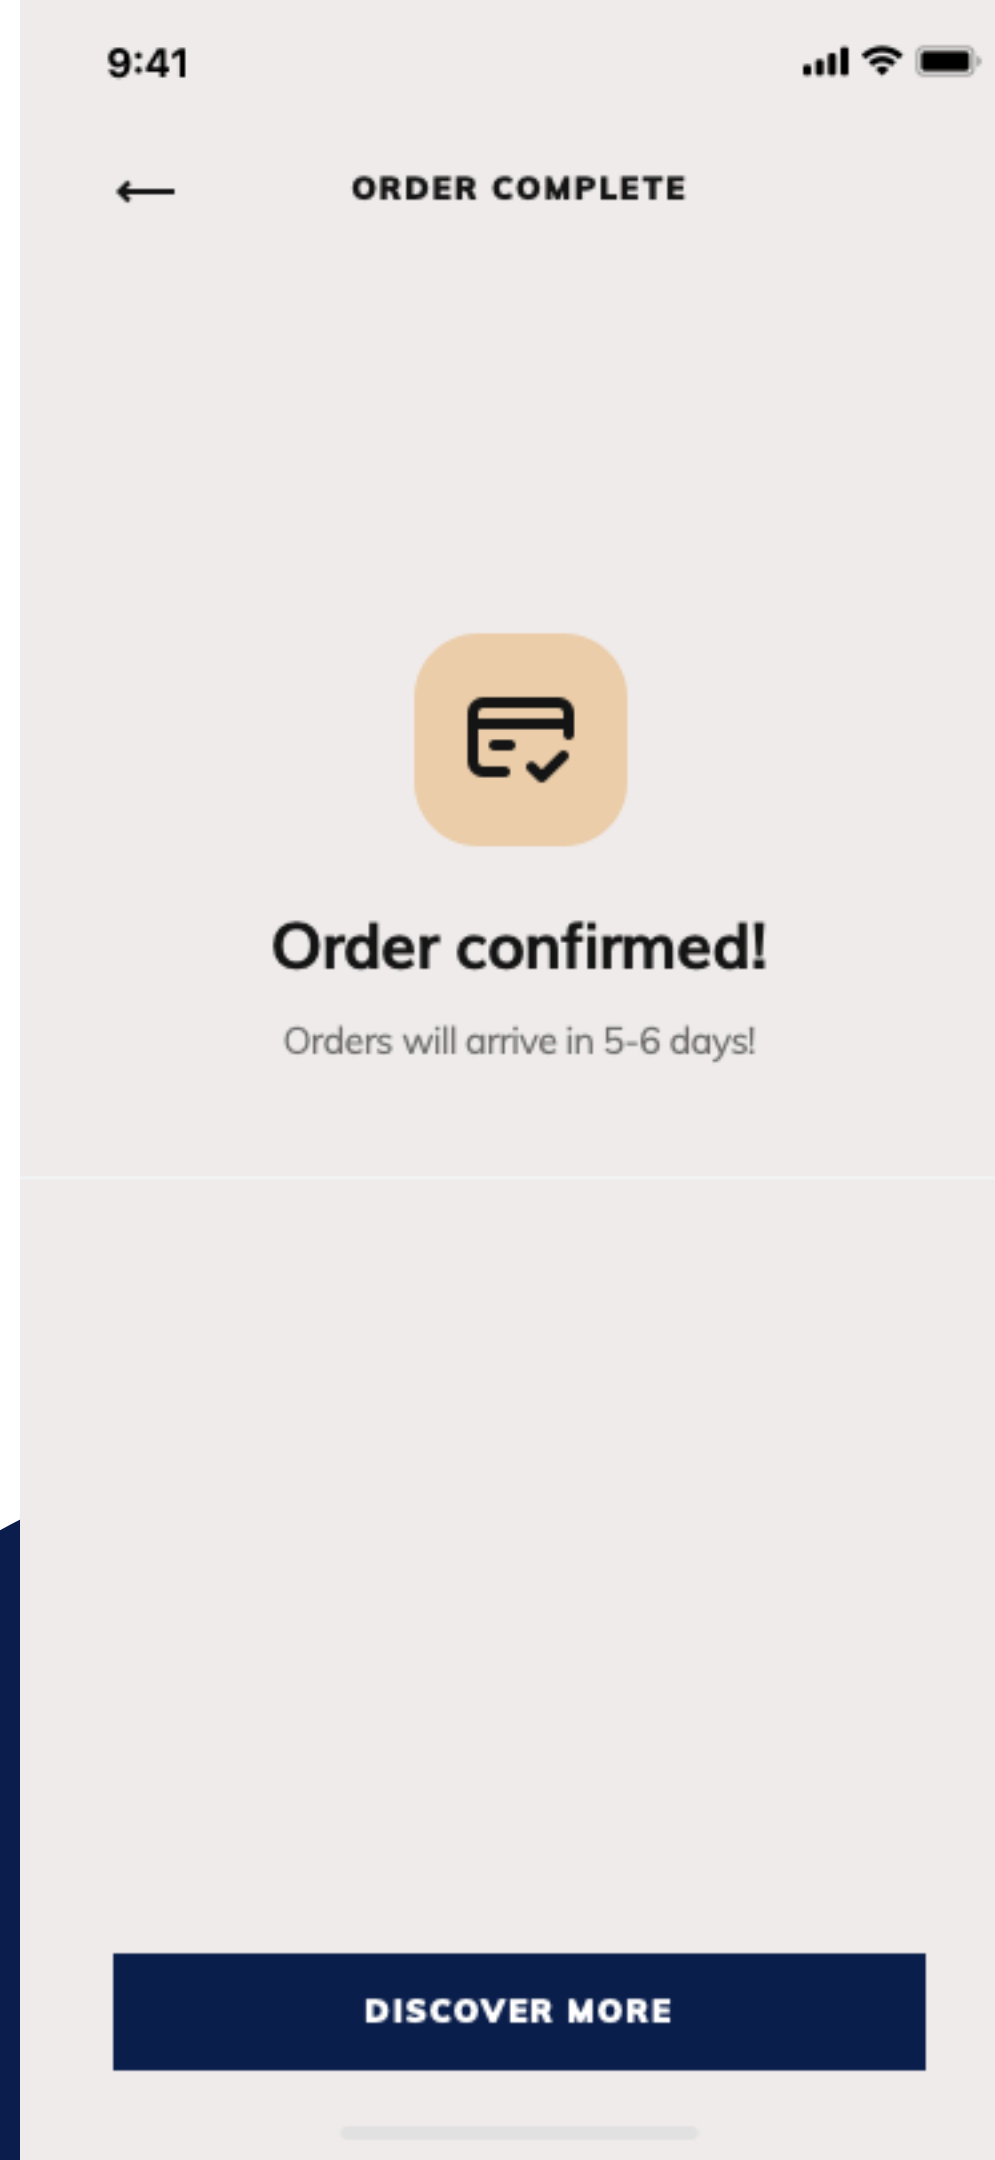 9:41
ORDER COMPLETE
Order confirmed!
Orders will arrive in 5-6 days!
DISCOVER MORE